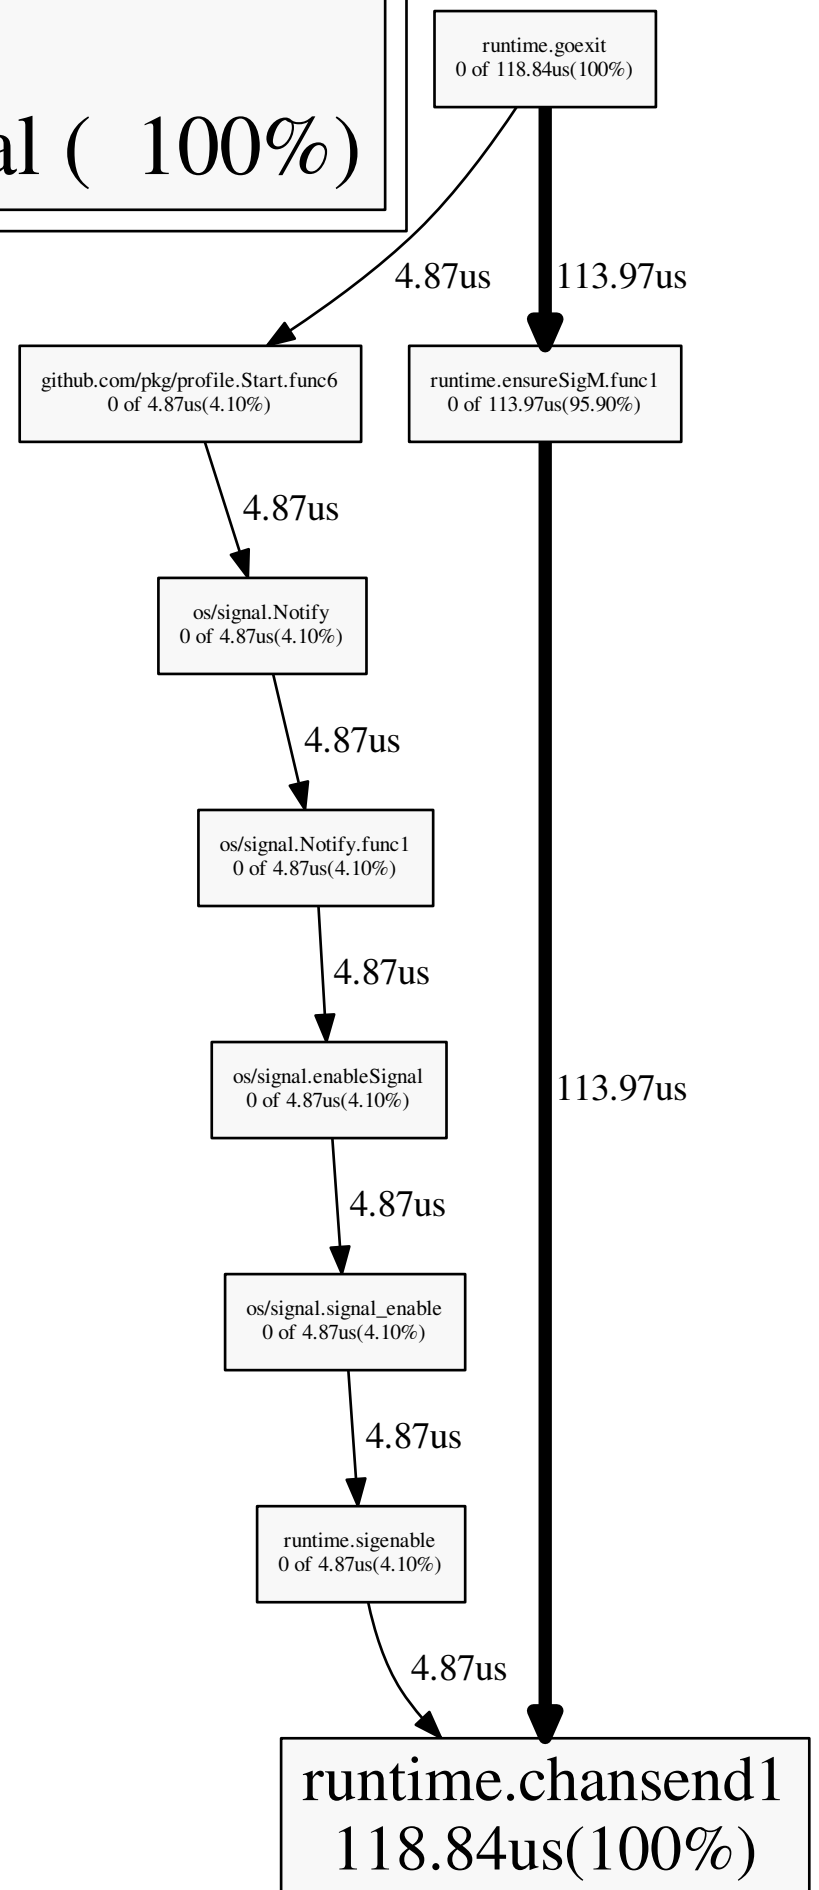 runtime.goexit
0 of 118.84us(100%)
( 100%)
4.87us
113.97us
github.com/pkg/profile.Start.func6
0 of 4.87us(4.10%)
runtime.ensureSigM.func1
0 of 113.97us(95.90%)
4.87us
os/signal.Notify
0 of 4.87us(4.10%)
4.87us
os/signal.Notify.func1
0 of 4.87us(4.10%)
4.87us
os/signal.enableSignal
0 of 4.87us(4.10%)
113.97us
4.87us
os/signal.signal_enable
0 of 4.87us(4.10%)
4.87us
runtime.sigenable
0 of 4.87us(4.10%)
4.87us
runtime.chansend1
118.84us(100%)